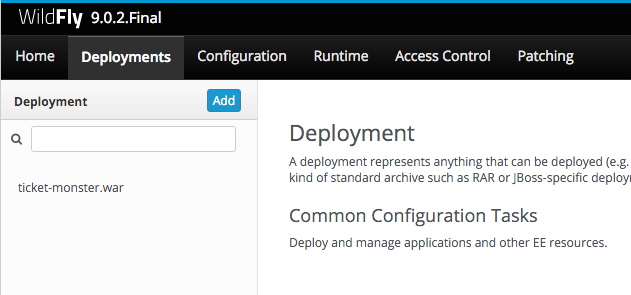 WildFly 9.0.2.Final
Home Deployments Configuration Runtime Access Control Patching
Deployment Add
ticket-monster.war
Deployment
A deployment represents anything that can be deployed (e.g.
kind of standard archive such as RAR or JBoss-specific deploy
Common Configuration Tasks
Deploy and manage applications and other EE resources.